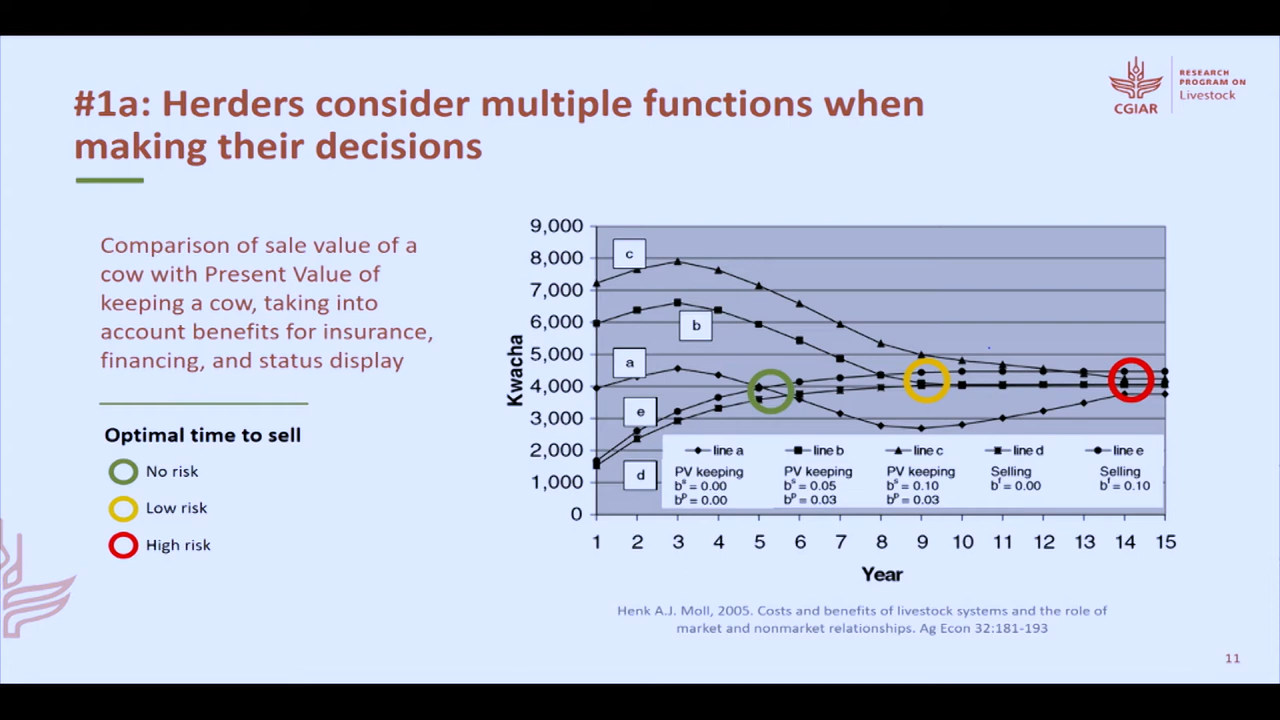 #1a: Herders consider multiple functions when
making their decisions
CGIAR
RESEARCH
PROGRAM ON
Livestock
Comparison of sale value of a
cow with Present Value of
keeping a cow, taking into
account benefits for insurance,
financing, and status display
Optimal time to sell
No risk
Low risk
High risk
Kwacha
9,000
8,000
7,000
6,000
5,000
4,000
3,000
2,000
1,000
0
c
b
a
e
d
line a
line b
line c
line d
line e
PV keeping
bˢ = 0.00
bᵖ = 0.00
PV keeping
bˢ = 0.05
bᵖ = 0.03
PV keeping
bˢ = 0.10
bᵖ = 0.03
Selling
bᶠ = 0.00
Selling
bᶠ = 0.10
1 2 3 4 5 6 7 8 9 10 11 12 13 14 15
Year
Henk A.J. Moll, 2005. Costs and benefits of livestock systems and the role of
market and nonmarket relationships. Ag Econ 32:181-193
11